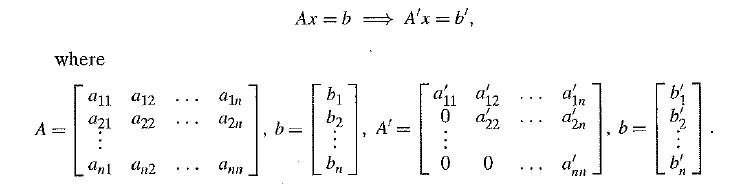 Ax = b ⟹ A′x = b′,
where
A = [ a11 a12 ... a1n ; a21 a22 ... a2n ; ⋮ ; an1 an2 ... ann ], b = [ b1 ; b2 ; ⋮ ; bn ], A′ = [ a′11 a′12 ... a′1n ; 0 a′22 ... a′2n ; ⋮ ; 0 0 ... a′nn ], b = [ b′1 ; b′2 ; ⋮ ; b′n ].